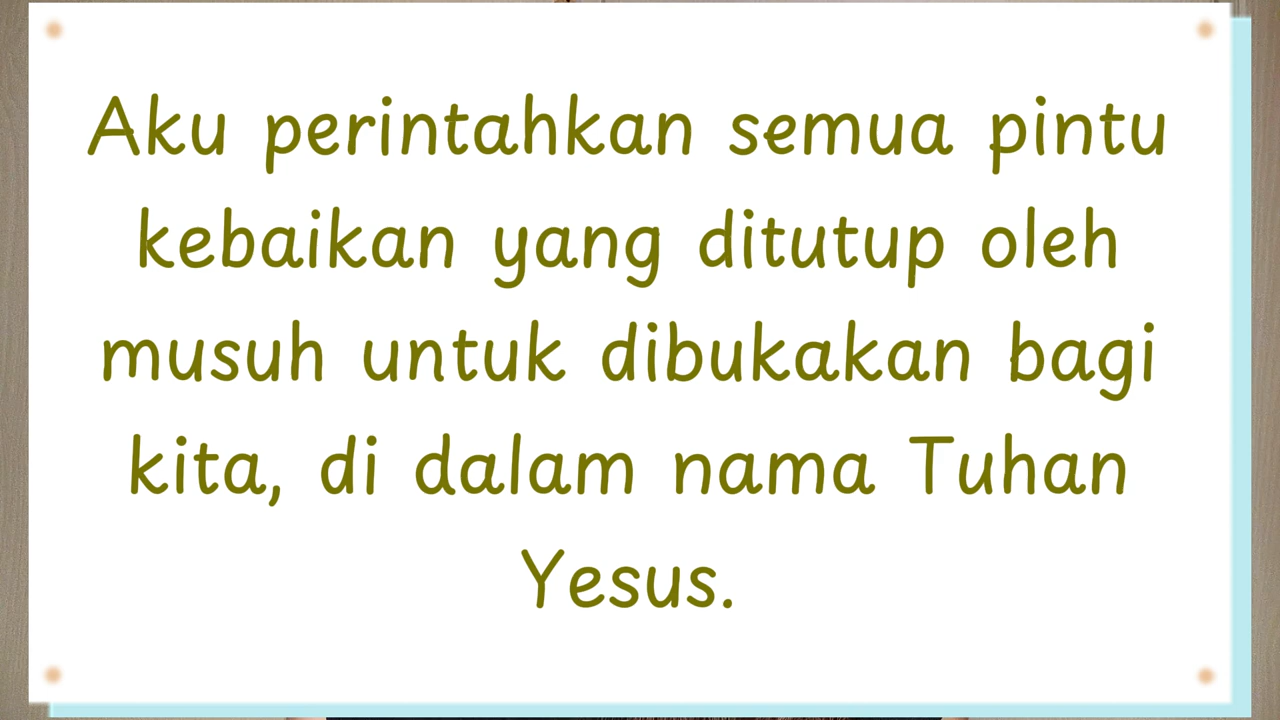 Aku perintahkan semua pintu
kebaikan yang ditutup oleh
musuh untuk dibukakan bagi
kita, di dalam nama Tuhan
Yesus.